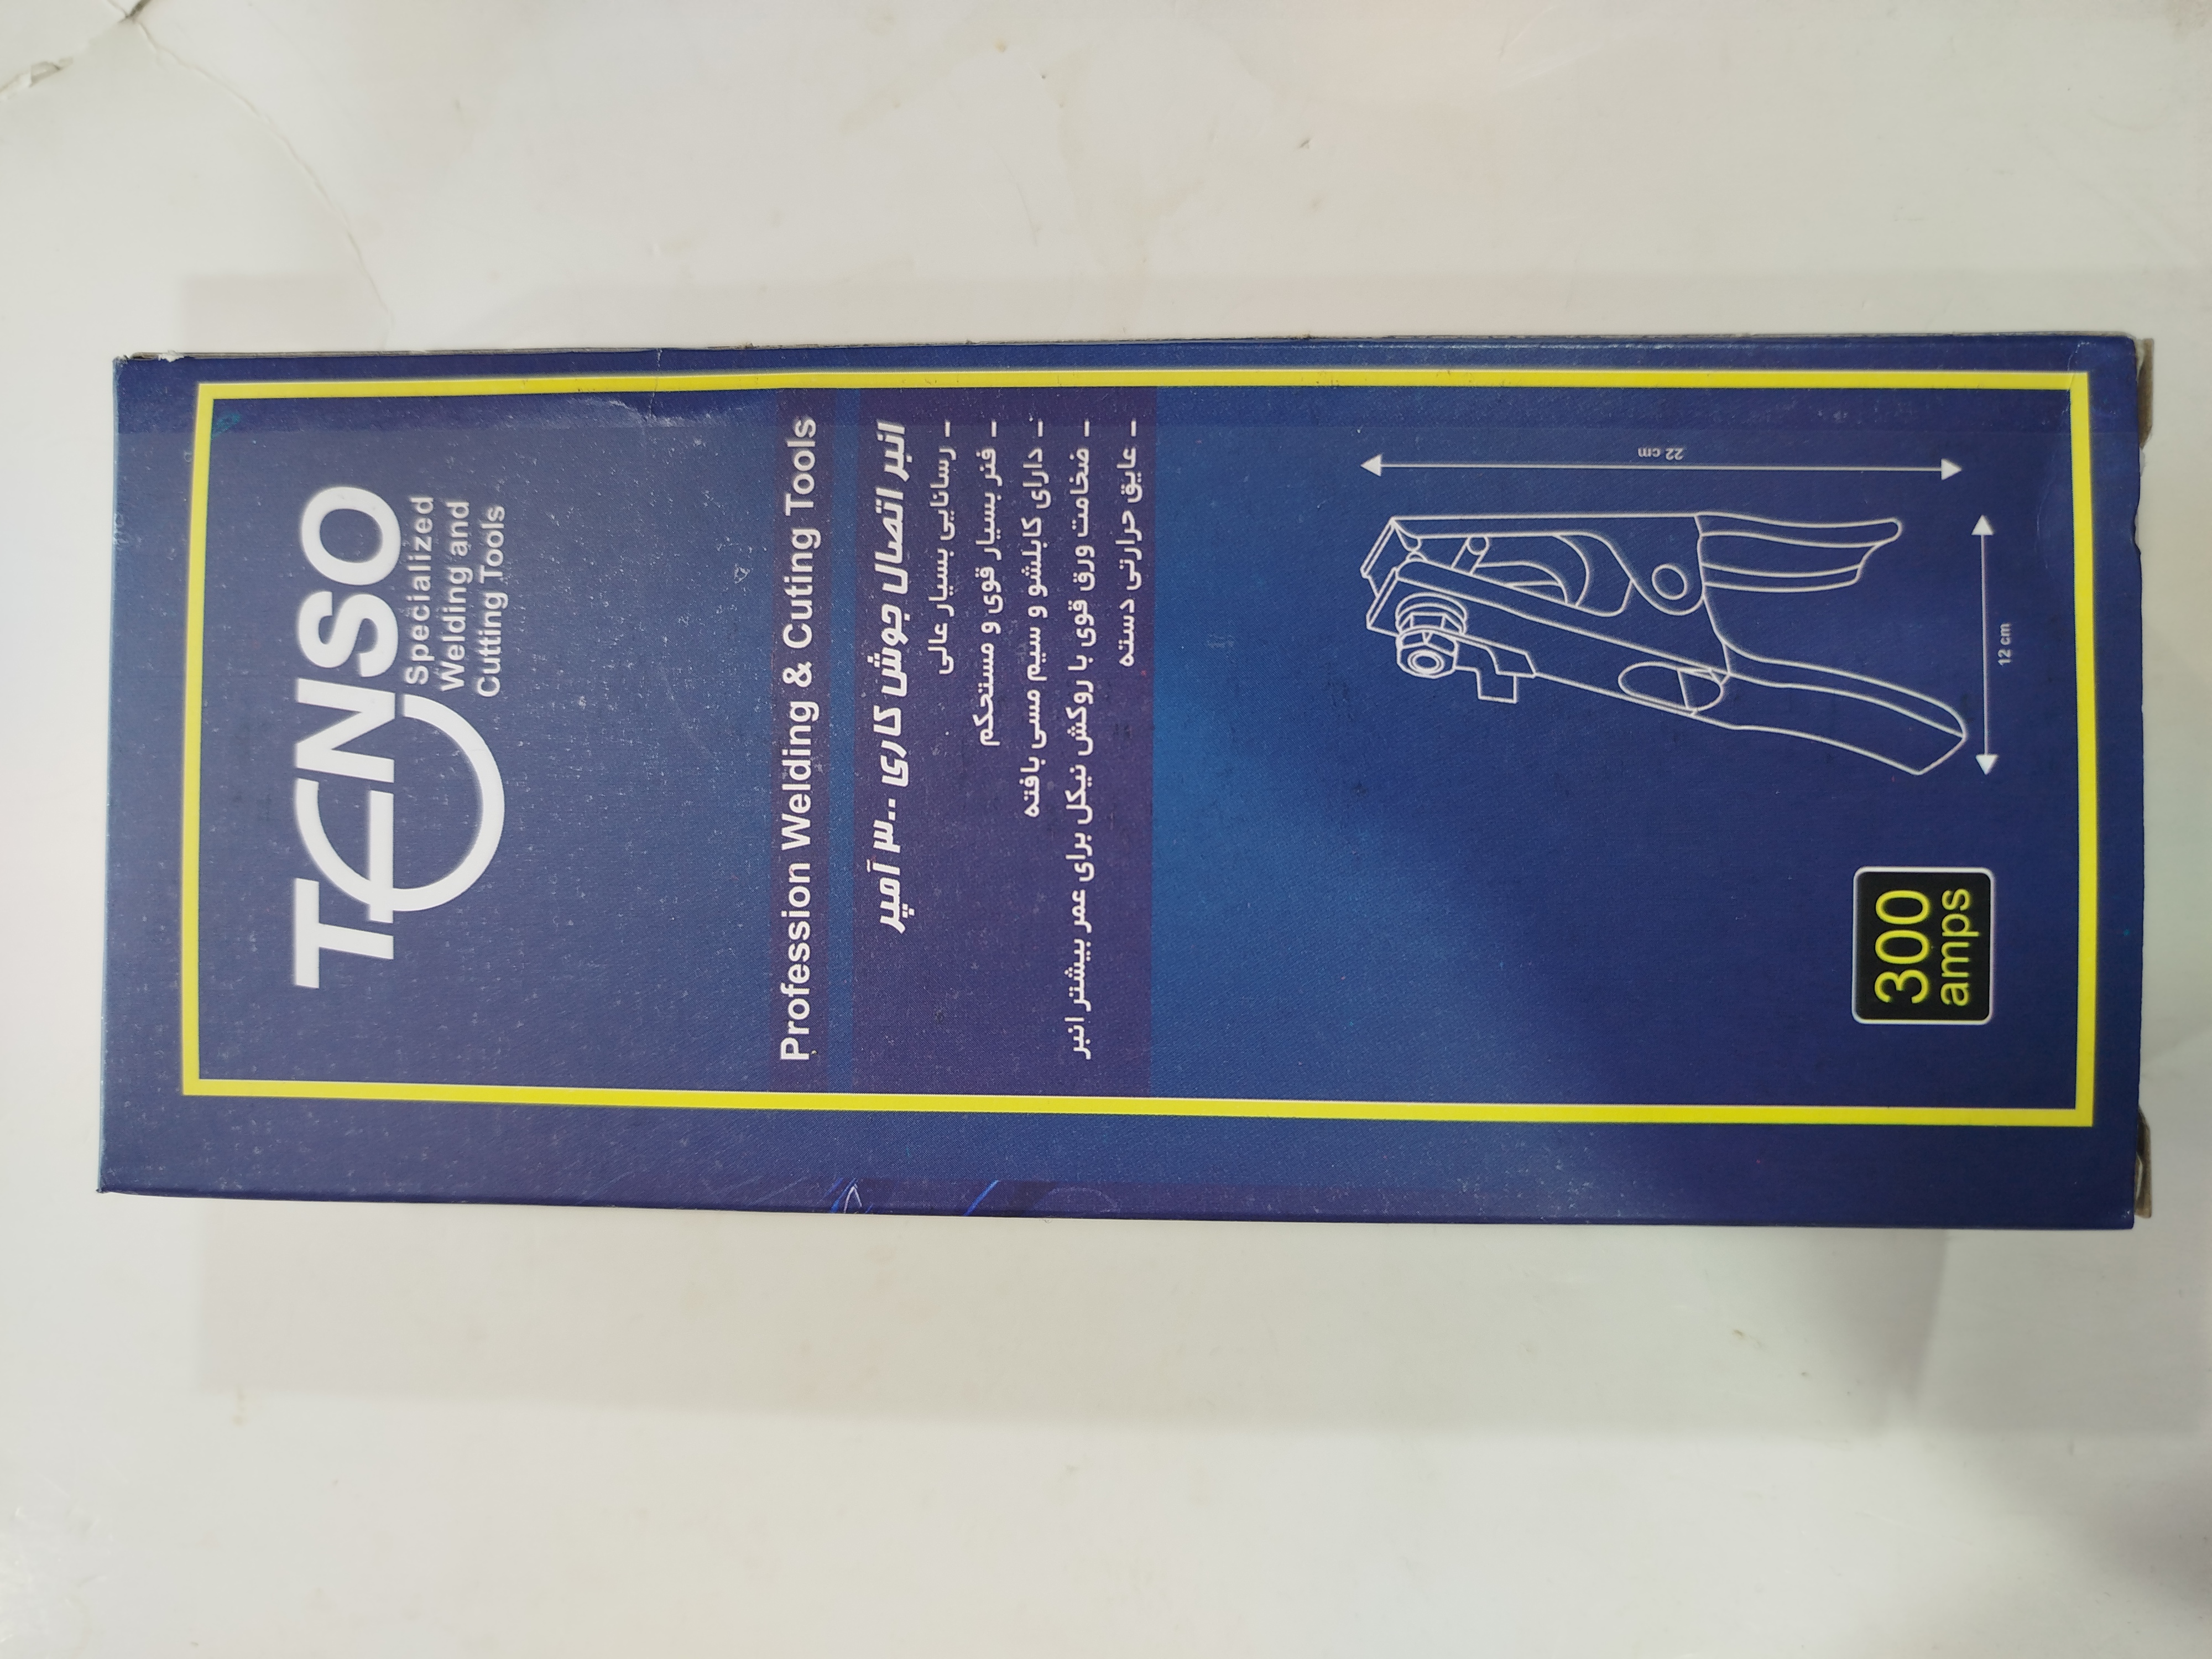 TENSO
Specialized
Welding and
Cutting Tools
Profession Welding & Cuting Tools
انبر اتصال جوش کاری ۳۰۰ آمپر
- رسانایی بسیار عالی
- فنر بسیار قوی و مستحکم
- دارای کابلشو و سیم مسی بافته
- ضخامت ورق قوی با روکش نیکل برای عمر بیشتر انبر
- عایق حرارتی دسته
22 cm
12 cm
300
amps